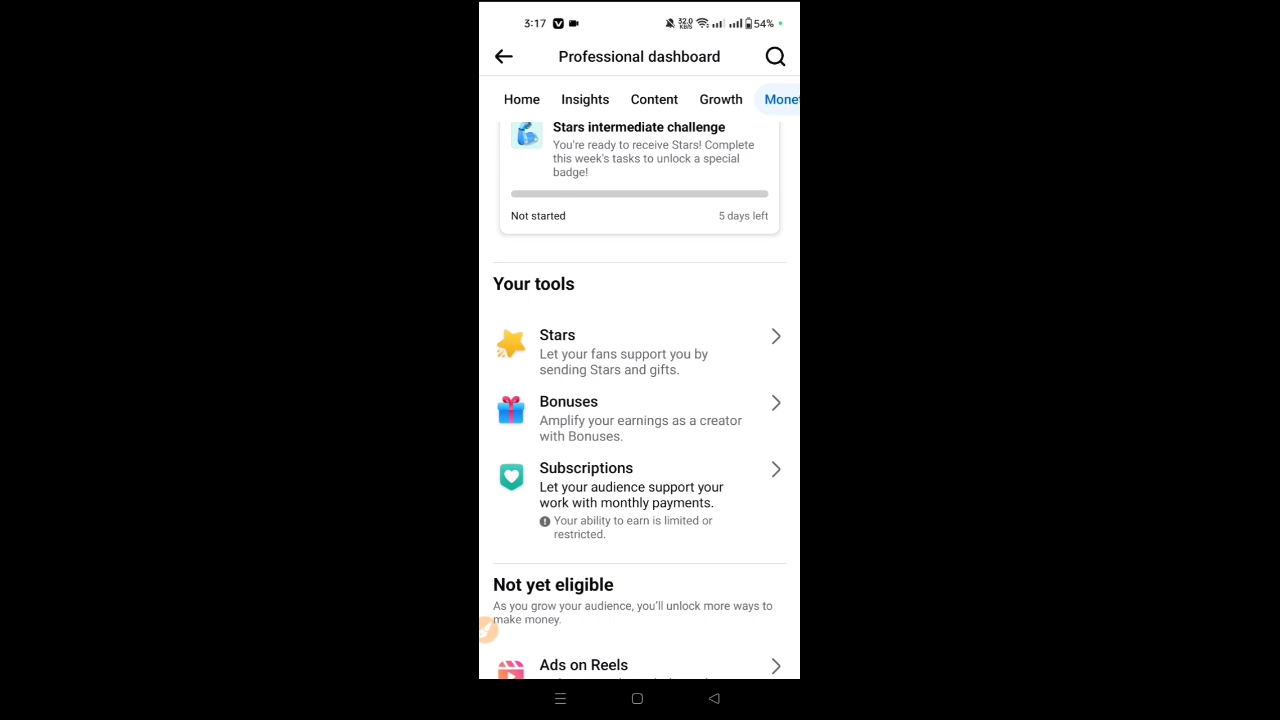 3:17
32.0
KB/S
54%
Professional dashboard
Home Insights Content Growth Monet
Stars intermediate challenge
You're ready to receive Stars! Complete
this week's tasks to unlock a special
badge!
Not started 5 days left
Your tools
Stars
Let your fans support you by
sending Stars and gifts.
Bonuses
Amplify your earnings as a creator
with Bonuses.
Subscriptions
Let your audience support your
work with monthly payments.
Your ability to earn is limited or
restricted.
Not yet eligible
As you grow your audience, you'll unlock more ways to
make money.
Ads on Reels